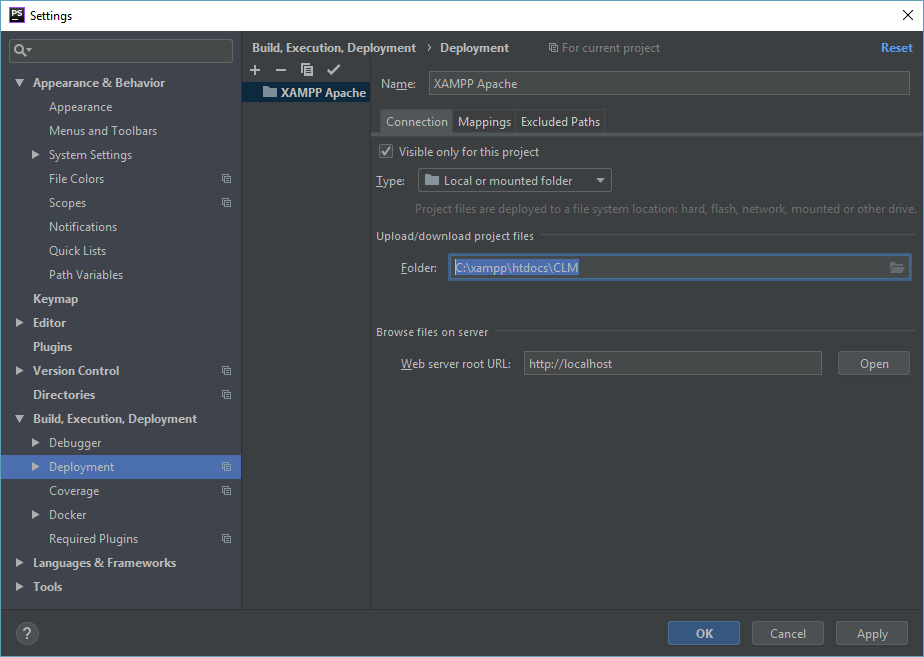 PS Settings
Build, Execution, Deployment › Deployment For current project Reset
Appearance & Behavior
Appearance
Menus and Toolbars
System Settings
File Colors
Scopes
Notifications
Quick Lists
Path Variables
Keymap
Editor
Plugins
Version Control
Directories
Build, Execution, Deployment
Debugger
Deployment
Coverage
Docker
Required Plugins
Languages & Frameworks
Tools
XAMPP Apache
Name: XAMPP Apache
Connection Mappings Excluded Paths
Visible only for this project
Type: Local or mounted folder
Project files are deployed to a file system location: hard, flash, network, mounted or other drive.
Upload/download project files
Folder: C:\xampp\htdocs\CLM
Browse files on server
Web server root URL: http://localhost Open
? OK Cancel Apply